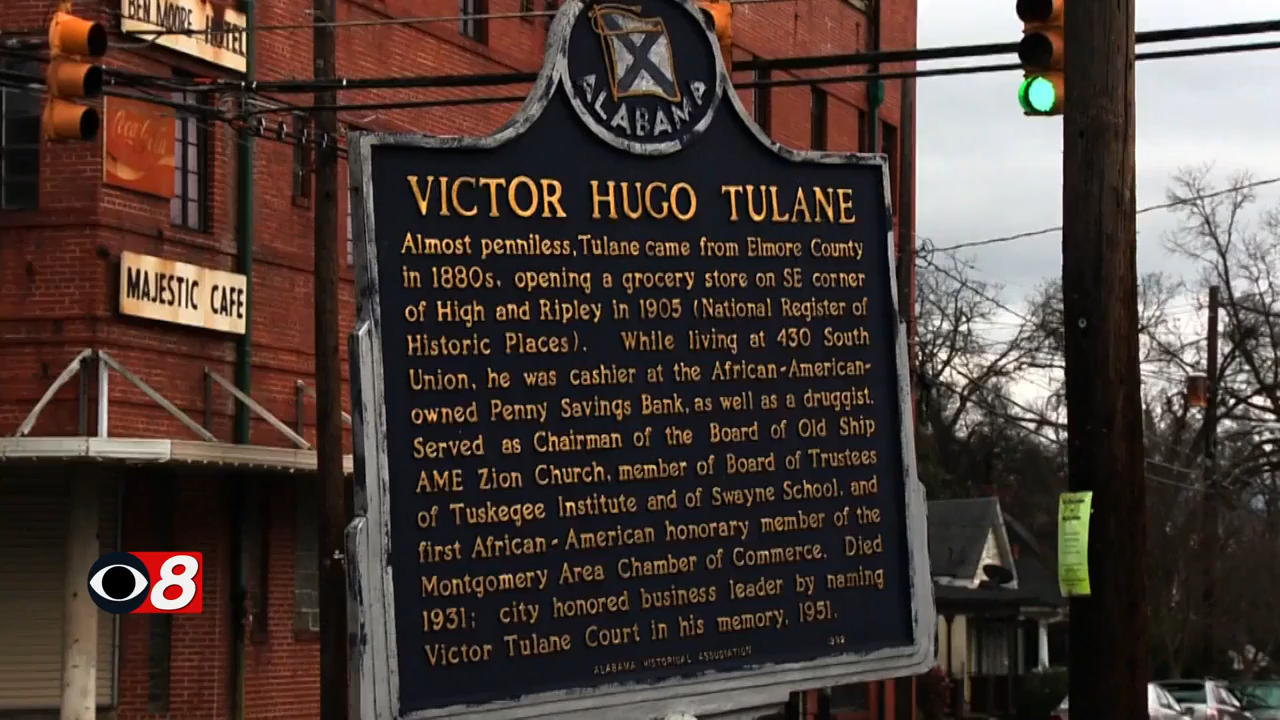 BEN MOORE HOTEL
Coca-Cola
MAJESTIC CAFE
ALABAMA
VICTOR HUGO TULANE
Almost penniless, Tulane came from Elmore County
in 1880s, opening a grocery store on SE corner
of High and Ripley in 1905 (National Register of
Historic Places). While living at 430 South
Union, he was cashier at the African-American-
owned Penny Savings Bank, as well as a druggist.
Served as Chairman of the Board of Old Ship
AME Zion Church, member of Board of Trustees
of Tuskegee Institute and of Swayne School, and
first African-American honorary member of the
Montgomery Area Chamber of Commerce. Died
1931; city honored business leader by naming
Victor Tulane Court in his memory, 1951.
ALABAMA HISTORICAL ASSOCIATION
8